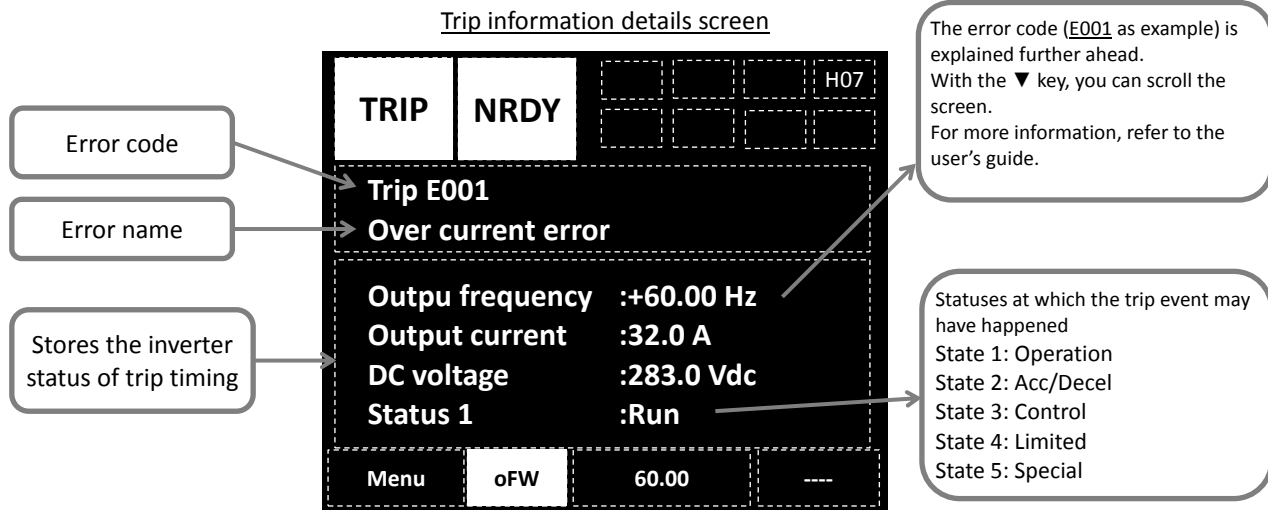 Trip information details screen
Error code
Error name
Stores the inverter
status of trip timing
TRIP
NRDY
H07
Trip E001
Over current error
Outpu frequency :+60.00 Hz
Output current :32.0 A
DC voltage :283.0 Vdc
Status 1 :Run
Menu
oFW
60.00
----
The error code (E001 as example) is
explained further ahead.
With the ▼ key, you can scroll the
screen.
For more information, refer to the
user’s guide.
Statuses at which the trip event may
have happened
State 1: Operation
State 2: Acc/Decel
State 3: Control
State 4: Limited
State 5: Special